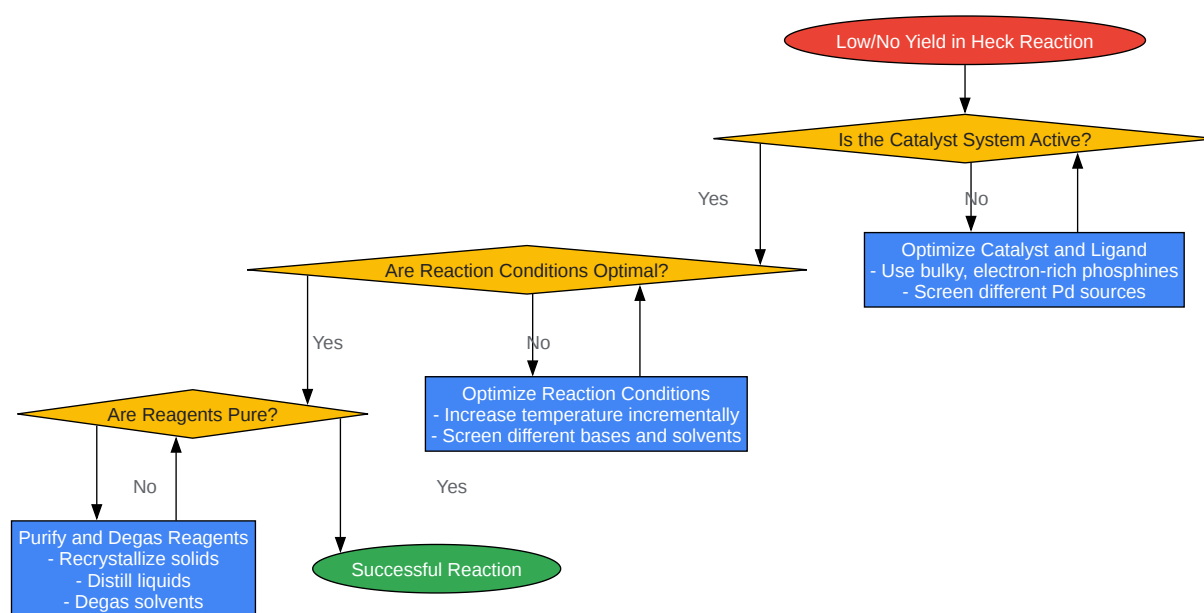 Low/No Yield in Heck Reaction
Is the Catalyst System Active?
Yes
No
Optimize Catalyst and Ligand
- Use bulky, electron-rich phosphines
- Screen different Pd sources
Are Reaction Conditions Optimal?
Yes
No
Optimize Reaction Conditions
- Increase temperature incrementally
- Screen different bases and solvents
Are Reagents Pure?
No
Yes
Purify and Degas Reagents
- Recrystallize solids
- Distill liquids
- Degas solvents
Successful Reaction